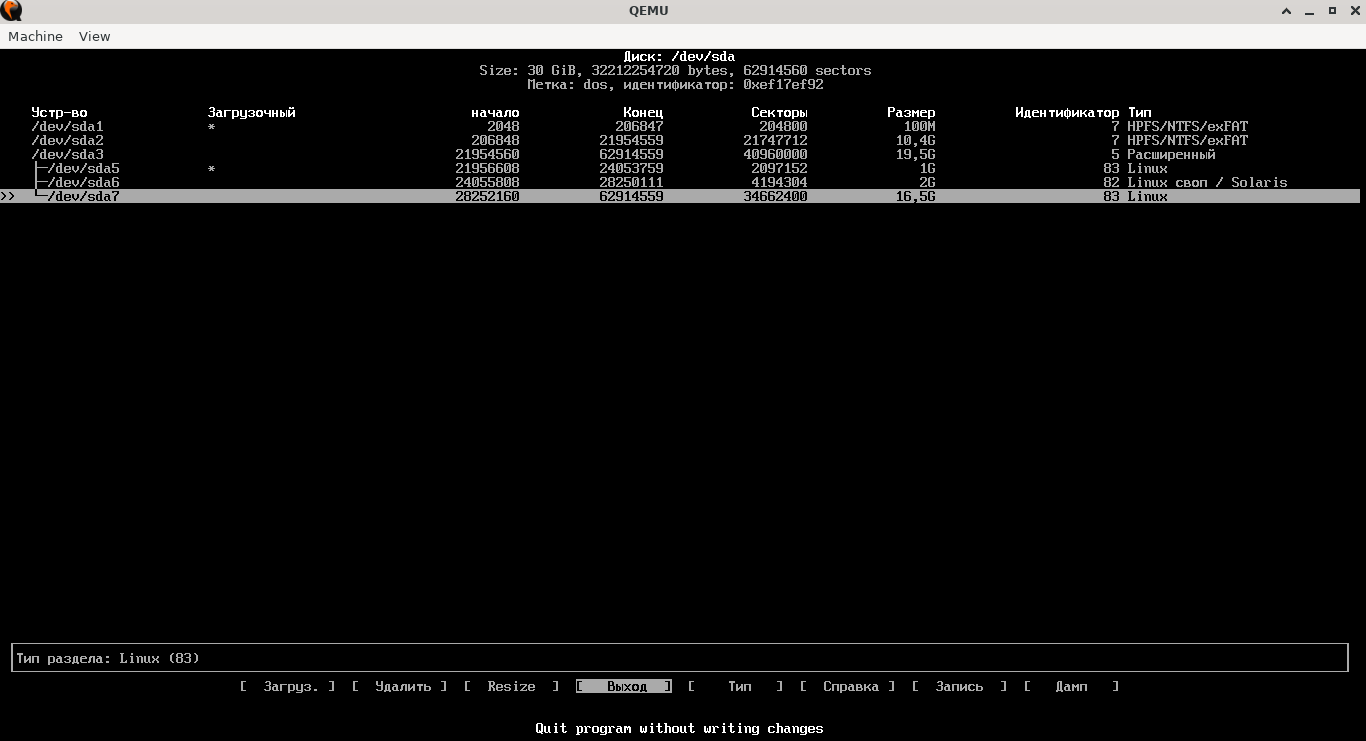 QEMU
Machine View
Диск: /dev/sda
Size: 30 GiB, 32212254720 bytes, 62914560 sectors
Метка: dos, идентификатор: 0xef17ef92
Устр-во Загрузочный начало Конец Секторы Размер Идентификатор Тип
/dev/sda1 * 2048 206847 204800 100M 7 HPFS/NTFS/exFAT
/dev/sda2 206848 21954559 21747712 10,4G 7 HPFS/NTFS/exFAT
/dev/sda3 21954560 62914559 40960000 19,5G 5 Расширенный
├─/dev/sda5 * 21956608 24053759 2097152 1G 83 Linux
├─/dev/sda6 24055808 28250111 4194304 2G 82 Linux своп / Solaris
>> └─/dev/sda7 28252160 62914559 34662400 16,5G 83 Linux
Тип раздела: Linux (83)
[ Загруз. ] [ Удалить ] [ Resize ] [ Выход ] [ Тип ] [ Справка ] [ Запись ] [ Дамп ]
Quit program without writing changes